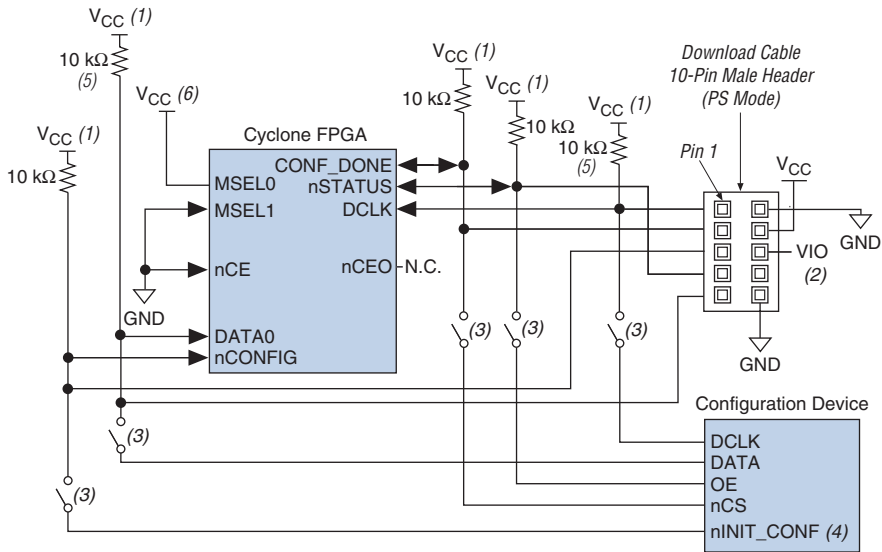 VCC (1)
10 kΩ
(5)
VCC (6)
VCC (1)
10 kΩ
VCC (1)
10 kΩ
VCC (1)
10 kΩ
VCC (1)
10 kΩ
(5)
Download Cable
10-Pin Male Header
(PS Mode)
Pin 1
VCC
GND
VIO
(2)
GND
Cyclone FPGA
MSEL0
MSEL1
nCE
DATA0
nCONFIG
CONF_DONE
nSTATUS
DCLK
nCEO
N.C.
GND
(3)
(3)
(3)
(3)
(3)
Configuration Device
DCLK
DATA
OE
nCS
nINIT_CONF (4)